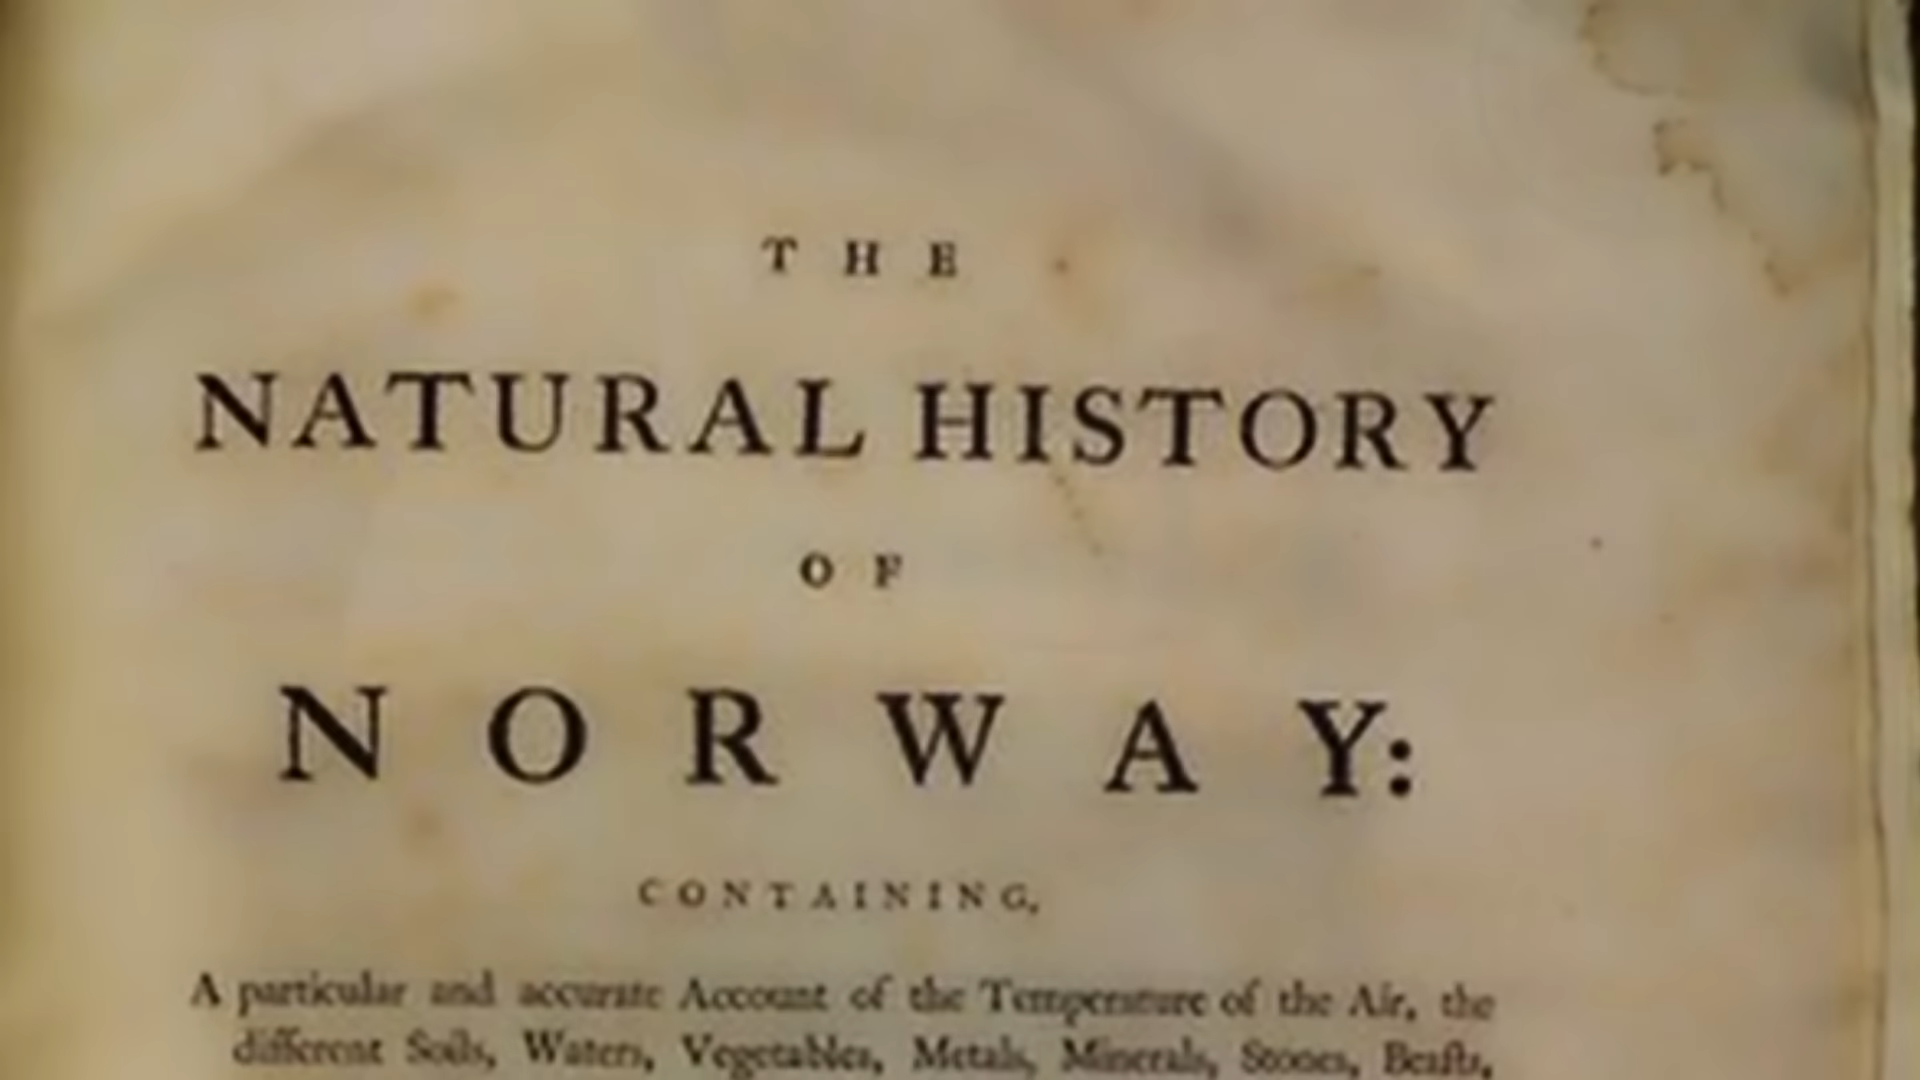 THE
NATURAL HISTORY
OF
NORWAY:
CONTAINING,
A particular and accurate Account of the Temperature of the Air, the
different Soils, Waters, Vegetables, Metals, Minerals, Stones, Beaſts,